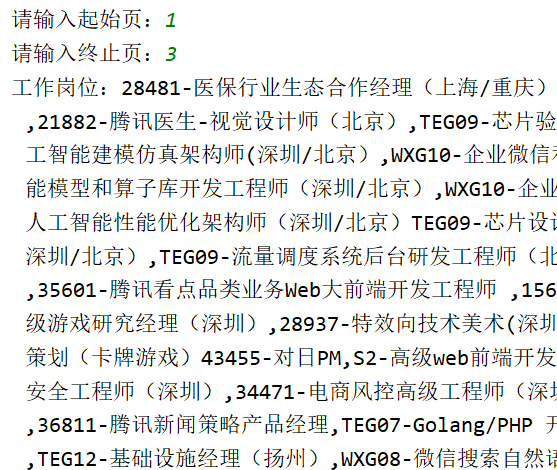 请输入起始页：1
请输入终止页：3
工作岗位：28481-医保行业生态合作经理（上海/重庆）
,21882-腾讯医生-视觉设计师（北京）,TEG09-芯片验
工智能建模仿真架构师(深圳/北京）,WXG10-企业微信
能模型和算子库开发工程师（深圳/北京）,WXG10-企业
人工智能性能优化架构师（深圳/北京）TEG09-芯片设计
深圳/北京）,TEG09-流量调度系统后台研发工程师（北
,35601-腾讯看点品类业务Web大前端开发工程师 ,156
级游戏研究经理（深圳）,28937-特效向技术美术(深圳
策划（卡牌游戏）43455-对日PM,S2-高级web前端开发
安全工程师（深圳）,34471-电商风控高级工程师（深圳
,36811-腾讯新闻策略产品经理,TEG07-Golang/PHP 开
,TEG12-基础设施经理（扬州）,WXG08-微信搜索自然语